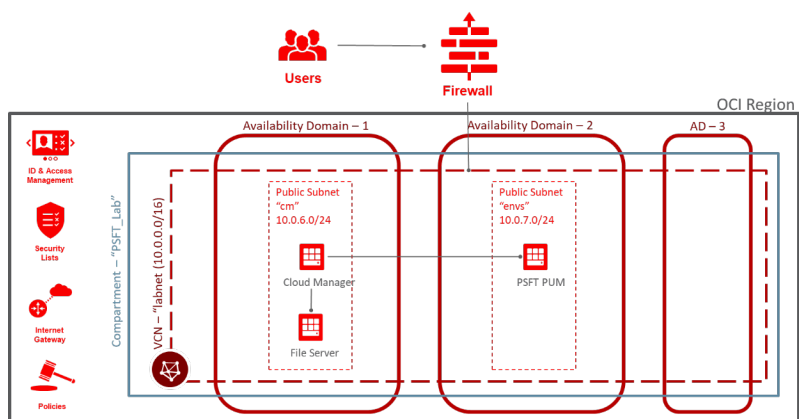 Users
Firewall
OCI Region
Availability Domain – 1
Availability Domain – 2
AD – 3
ID & Access
Management
Security
Lists
Internet
Gateway
Policies
Compartment – “PSFT_Lab”
VCN – “labnet (10.0.0.0/16)
Public Subnet
“cm”
10.0.6.0/24
Cloud Manager
File Server
Public Subnet
“envs”
10.0.7.0/24
PSFT PUM